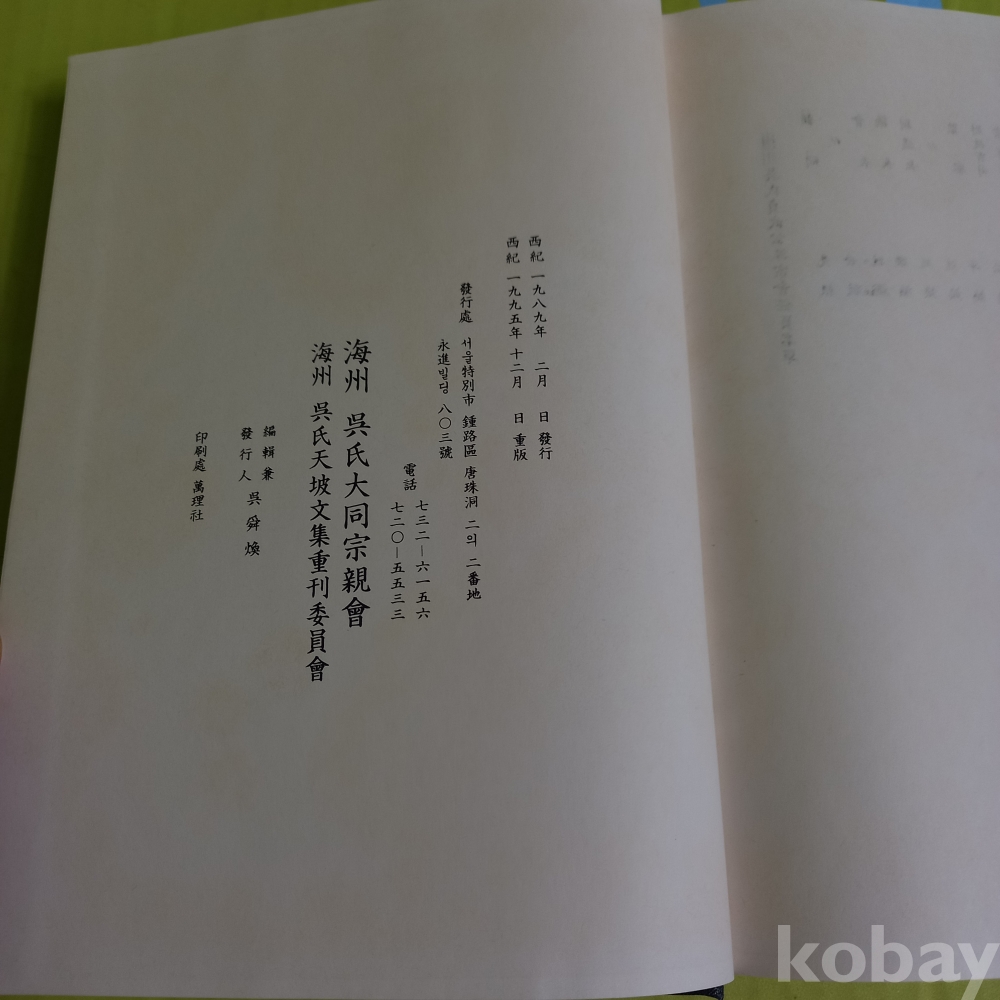 西紀 一九八九年 二月 日 發行
西紀 一九九五年 十二月 日 重版
發行處 서울特別市 鍾路區 唐珠洞 二의 二番地
永進빌딩 八〇三號
電話 七三二－六一五六
七二〇－五五三三
海州 吳氏大同宗親會
海州 吳氏天坡文集重刊委員會
編輯兼
發行人 吳舜煥
印刷處 萬理社
kobay